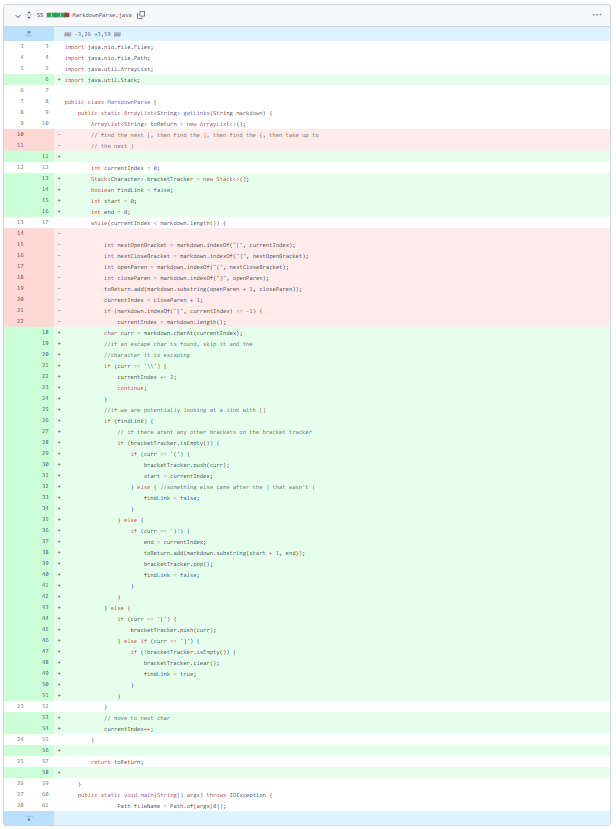 55 MarkdownParse.java
@@ -3,26 +3,59 @@
3 3 import java.nio.file.Files;
4 4 import java.nio.file.Path;
5 5 import java.util.ArrayList;
6 + import java.util.Stack;
6 7
7 8 public class MarkdownParse {
8 9 public static ArrayList<String> getLinks(String markdown) {
9 10 ArrayList<String> toReturn = new ArrayList<>();
10 - // find the next [, then find the ], then find the (, then take up to
11 - // the next )
11 +
12 12 int currentIndex = 0;
13 + Stack<Character> bracketTracker = new Stack<>();
14 + boolean findLink = false;
15 + int start = 0;
16 + int end = 0;
13 17 while(currentIndex < markdown.length()) {
14 -
15 - int nextOpenBracket = markdown.indexOf("[", currentIndex);
16 - int nextCloseBracket = markdown.indexOf("]", nextOpenBracket);
17 - int openParen = markdown.indexOf("(", nextCloseBracket);
18 - int closeParen = markdown.indexOf(")", openParen);
19 - toReturn.add(markdown.substring(openParen + 1, closeParen));
20 - currentIndex = closeParen + 1;
21 - if (markdown.indexOf("[", currentIndex) == -1) {
22 - currentIndex = markdown.length();
18 + char curr = markdown.charAt(currentIndex);
19 + //if an escape char is found, skip it and the
20 + //character it is escaping
21 + if (curr == '\\') {
22 + currentIndex += 2;
23 + continue;
24 + }
25 + //if we are potentially looking at a link with []
26 + if (findLink) {
27 + // if there arent any other brackets on the bracket tracker
28 + if (bracketTracker.isEmpty()) {
29 + if (curr == '(') {
30 + bracketTracker.push(curr);
31 + start = currentIndex;
32 + } else { //something else came after the ] that wasn't (
33 + findLink = false;
34 + }
35 + } else {
36 + if (curr == ')') {
37 + end = currentIndex;
38 + toReturn.add(markdown.substring(start + 1, end));
39 + bracketTracker.pop();
40 + findLink = false;
41 + }
42 + }
43 + } else {
44 + if (curr == '[') {
45 + bracketTracker.push(curr);
46 + } else if (curr == ']') {
47 + if (!bracketTracker.isEmpty()) {
48 + bracketTracker.clear();
49 + findLink = true;
50 + }
51 + }
23 52 }
53 + // move to next char
54 + currentIndex++;
24 55 }
56 +
25 57 return toReturn;
58 +
26 59 }
27 60 public static void main(String[] args) throws IOException {
28 61 Path fileName = Path.of(args[0]);